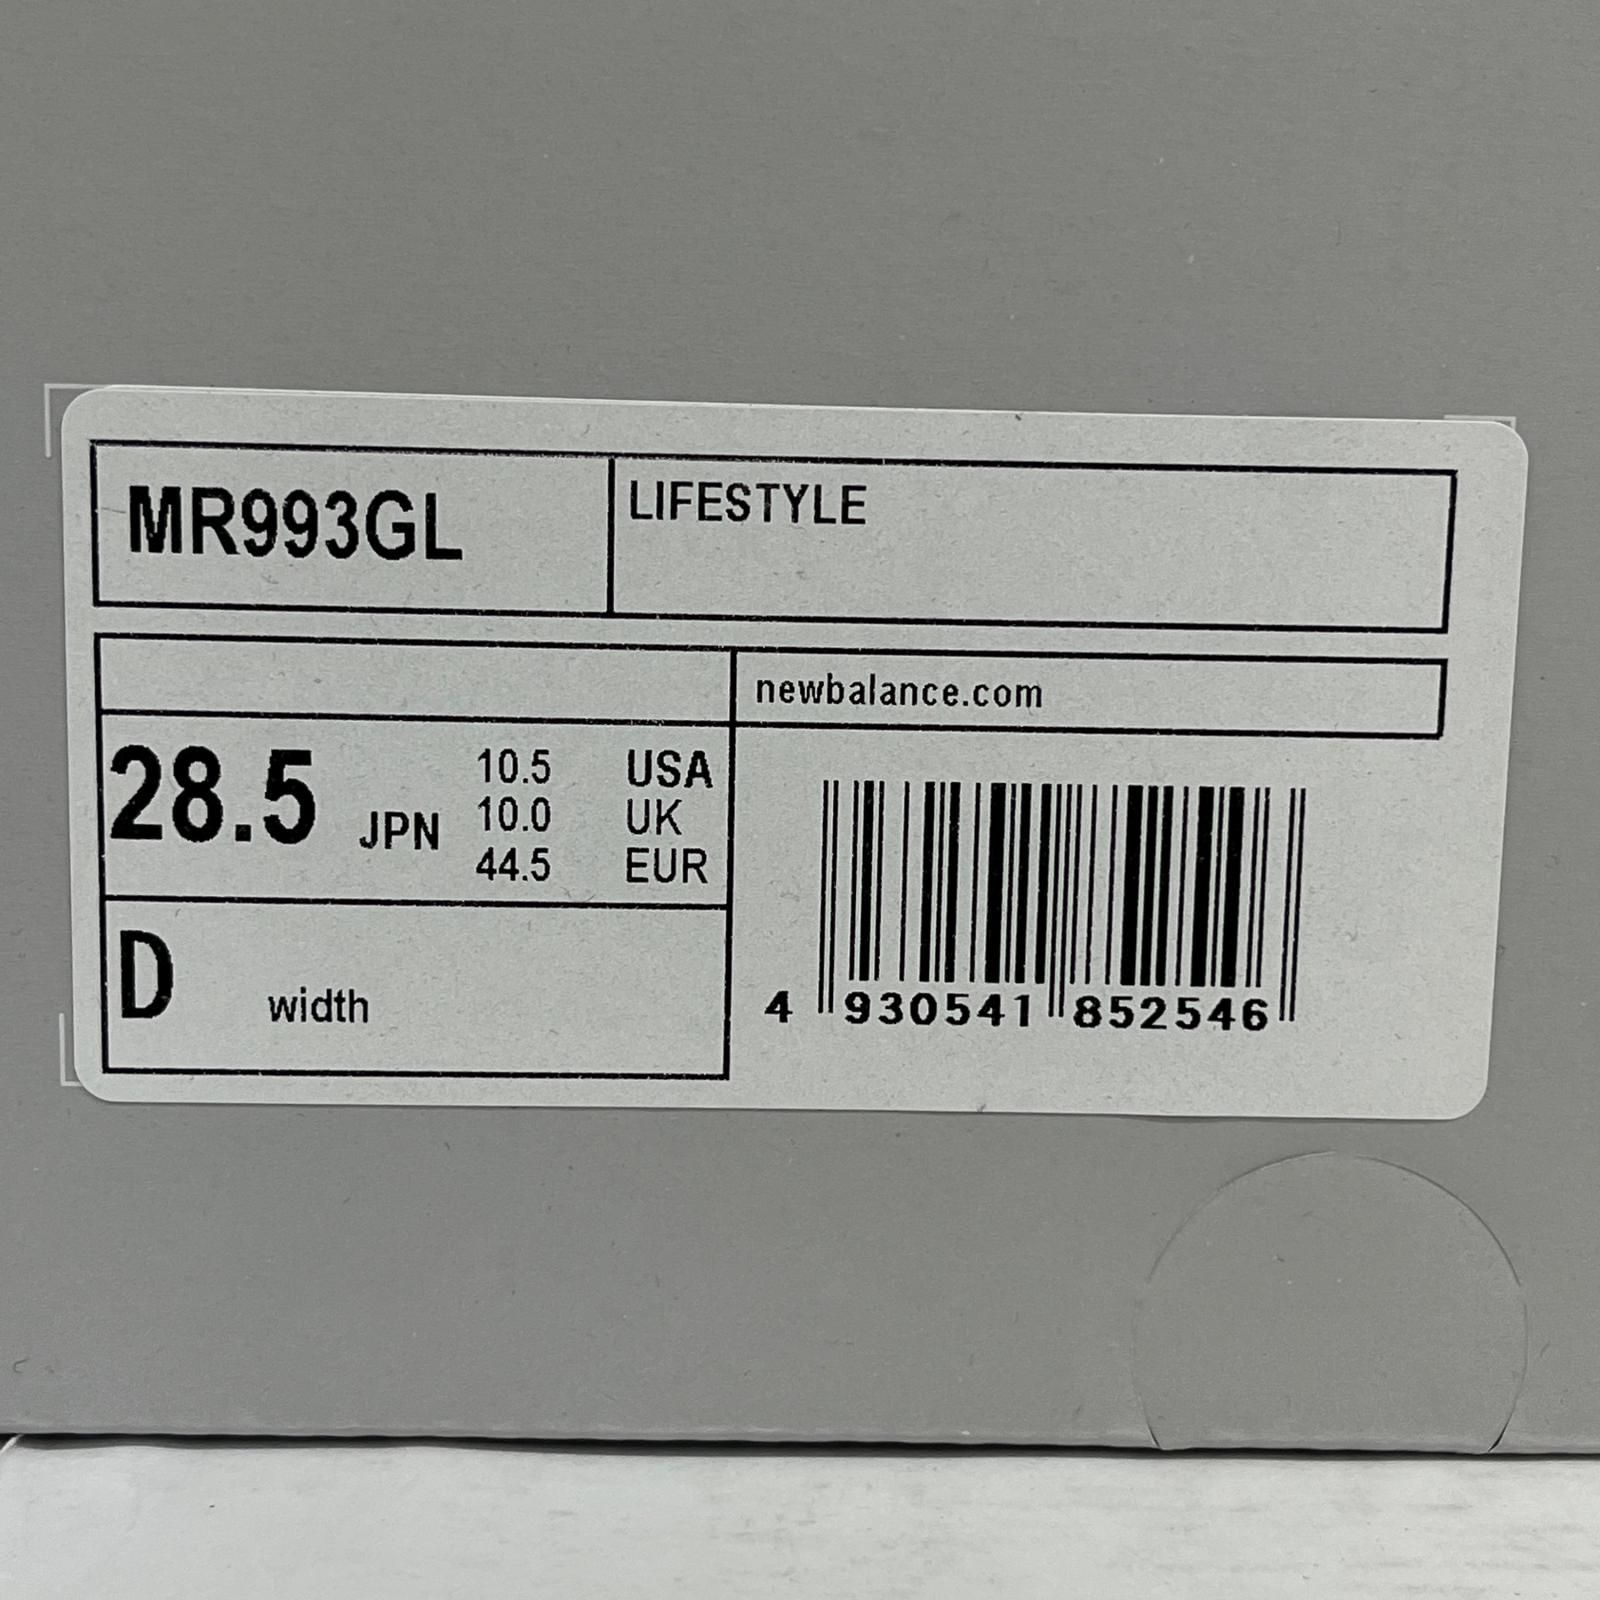 MR993GL
LIFESTYLE
newbalance.com
28.5 JPN
10.5 USA
10.0 UK
44.5 EUR
D width
4 930541 852546